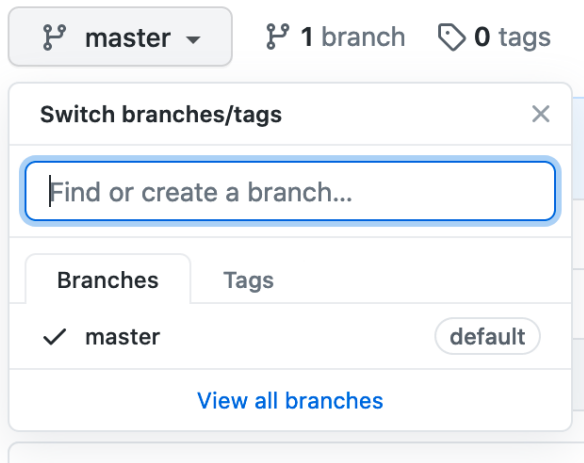 master 1 branch 0 tags
Switch branches/tags
Find or create a branch...
Branches Tags
master default
View all branches